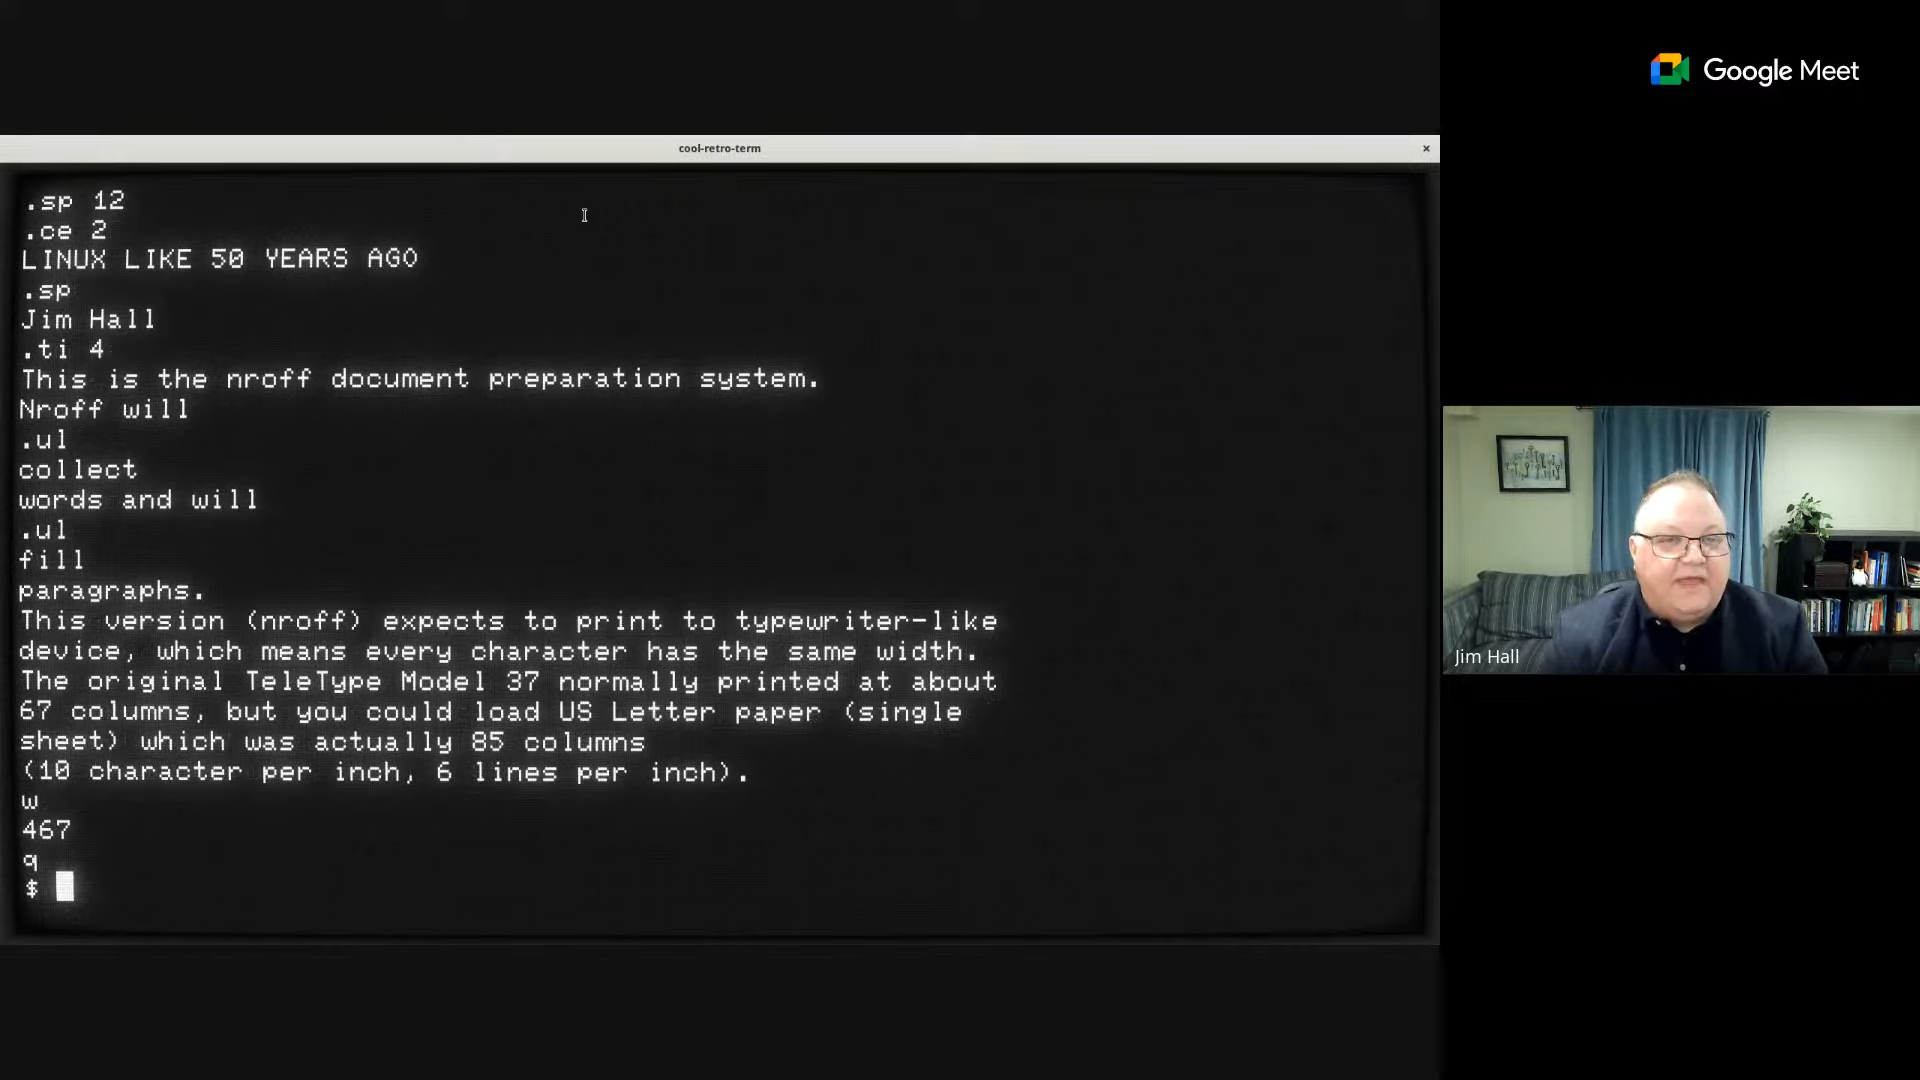 Google Meet
cool-retro-term
.sp 12
.ce 2
LINUX LIKE 50 YEARS AGO
.sp
Jim Hall
.ti 4
This is the nroff document preparation system.
Nroff will
.ul
collect
words and will
.ul
fill
paragraphs.
This version (nroff) expects to print to typewriter-like
device, which means every character has the same width.
The original TeleType Model 37 normally printed at about
67 columns, but you could load US Letter paper (single
sheet) which was actually 85 columns
(10 character per inch, 6 lines per inch).
w
467
q
$
Jim Hall